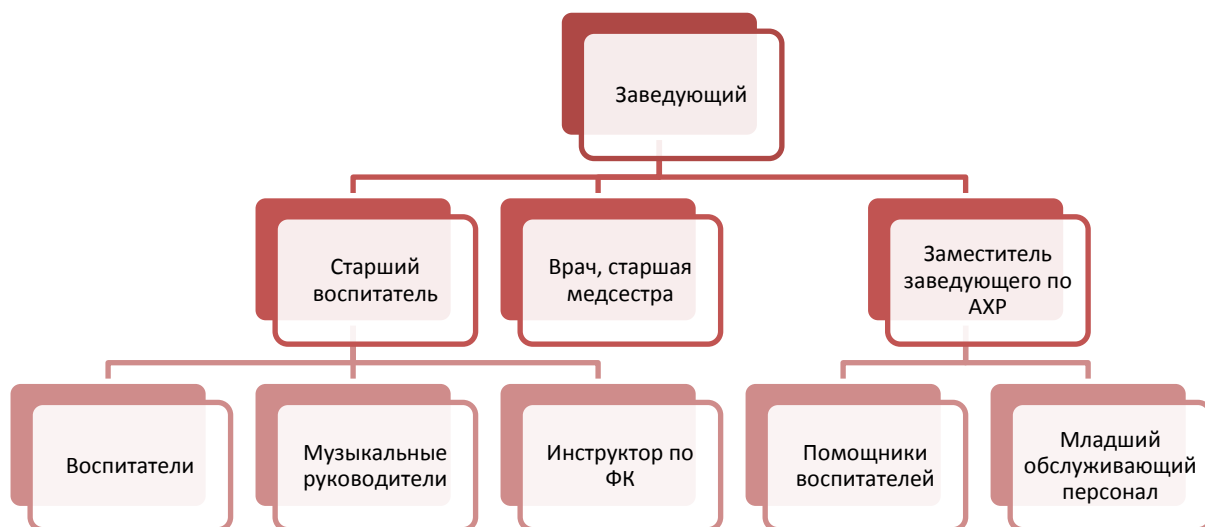 Заведующий
Старший
воспитатель
Врач, старшая
медсестра
Заместитель
заведующего по
АХР
Воспитатели
Музыкальные
руководители
Инструктор по
ФК
Помощники
воспитателей
Младший
обслуживающий
персонал